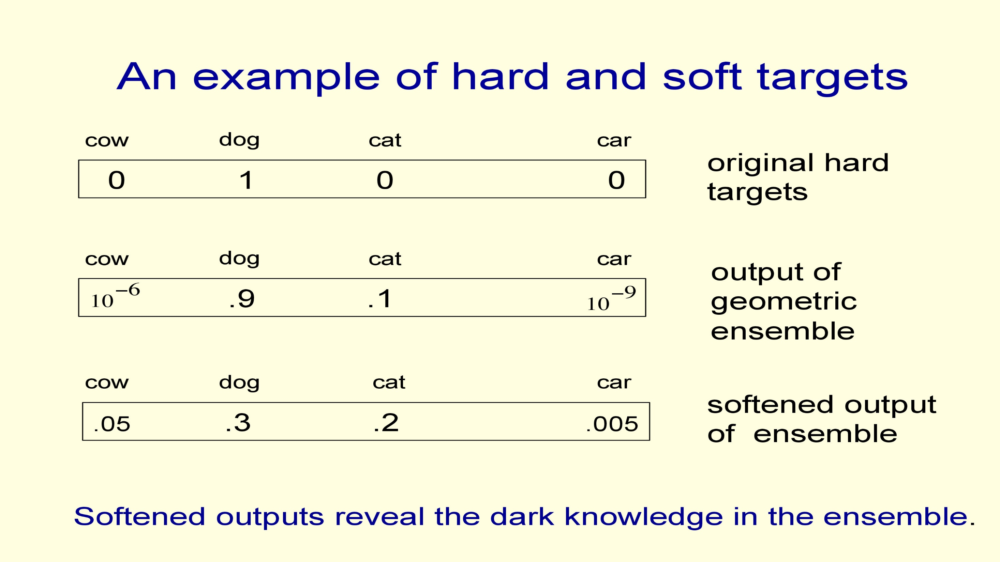 An example of hard and soft targets
cow dog cat car
0 1 0 0
original hard
targets
cow dog cat car
10⁻⁶ .9 .1 10⁻⁹
output of
geometric
ensemble
cow dog cat car
.05 .3 .2 .005
softened output
of ensemble
Softened outputs reveal the dark knowledge in the ensemble.